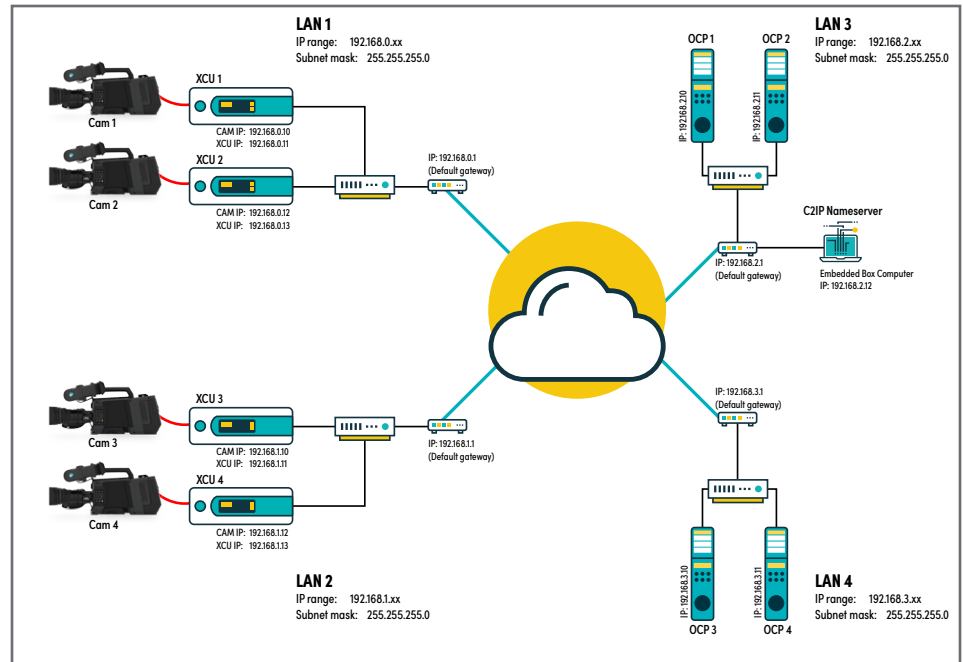 LAN 1
IP range: 192.168.0.xx
Subnet mask: 255.255.255.0
XCU 1
Cam 1
CAM IP: 192.168.0.10
XCU IP: 192.168.0.11
XCU 2
Cam 2
CAM IP: 192.168.0.12
XCU IP: 192.168.0.13
IP: 192.168.0.1
(Default gateway)
LAN 3
IP range: 192.168.2.xx
Subnet mask: 255.255.255.0
OCP 1
OCP 2
IP: 192.168.2.10
IP: 192.168.2.11
IP: 192.168.2.1
(Default gateway)
C2IP Nameserver
Embedded Box Computer
IP: 192.168.2.12
XCU 3
Cam 3
CAM IP: 192.168.1.10
XCU IP: 192.168.1.11
XCU 4
Cam 4
CAM IP: 192.168.1.12
XCU IP: 192.168.1.13
IP: 192.168.1.1
(Default gateway)
LAN 2
IP range: 192.168.1.xx
Subnet mask: 255.255.255.0
IP: 192.168.3.1
(Default gateway)
IP: 192.168.3.10
IP: 192.168.3.11
OCP 3
OCP 4
LAN 4
IP range: 192.168.3.xx
Subnet mask: 255.255.255.0